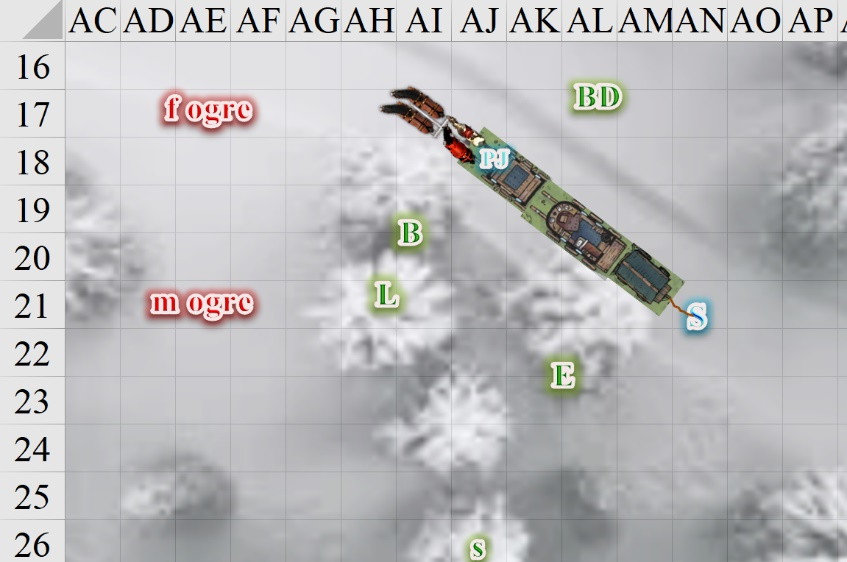 AC AD AE AF AG AH AI AJ AK AL AM AN AO AP
16
BD
17
f ogre
18
PJ
19
B
20
21
L
m ogre
S
22
E
23
24
25
26
s